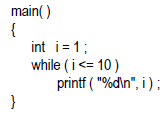 main( )
{
int i = 1 ;
while ( i <= 10 )
printf ( "%d\n", i ) ;
}